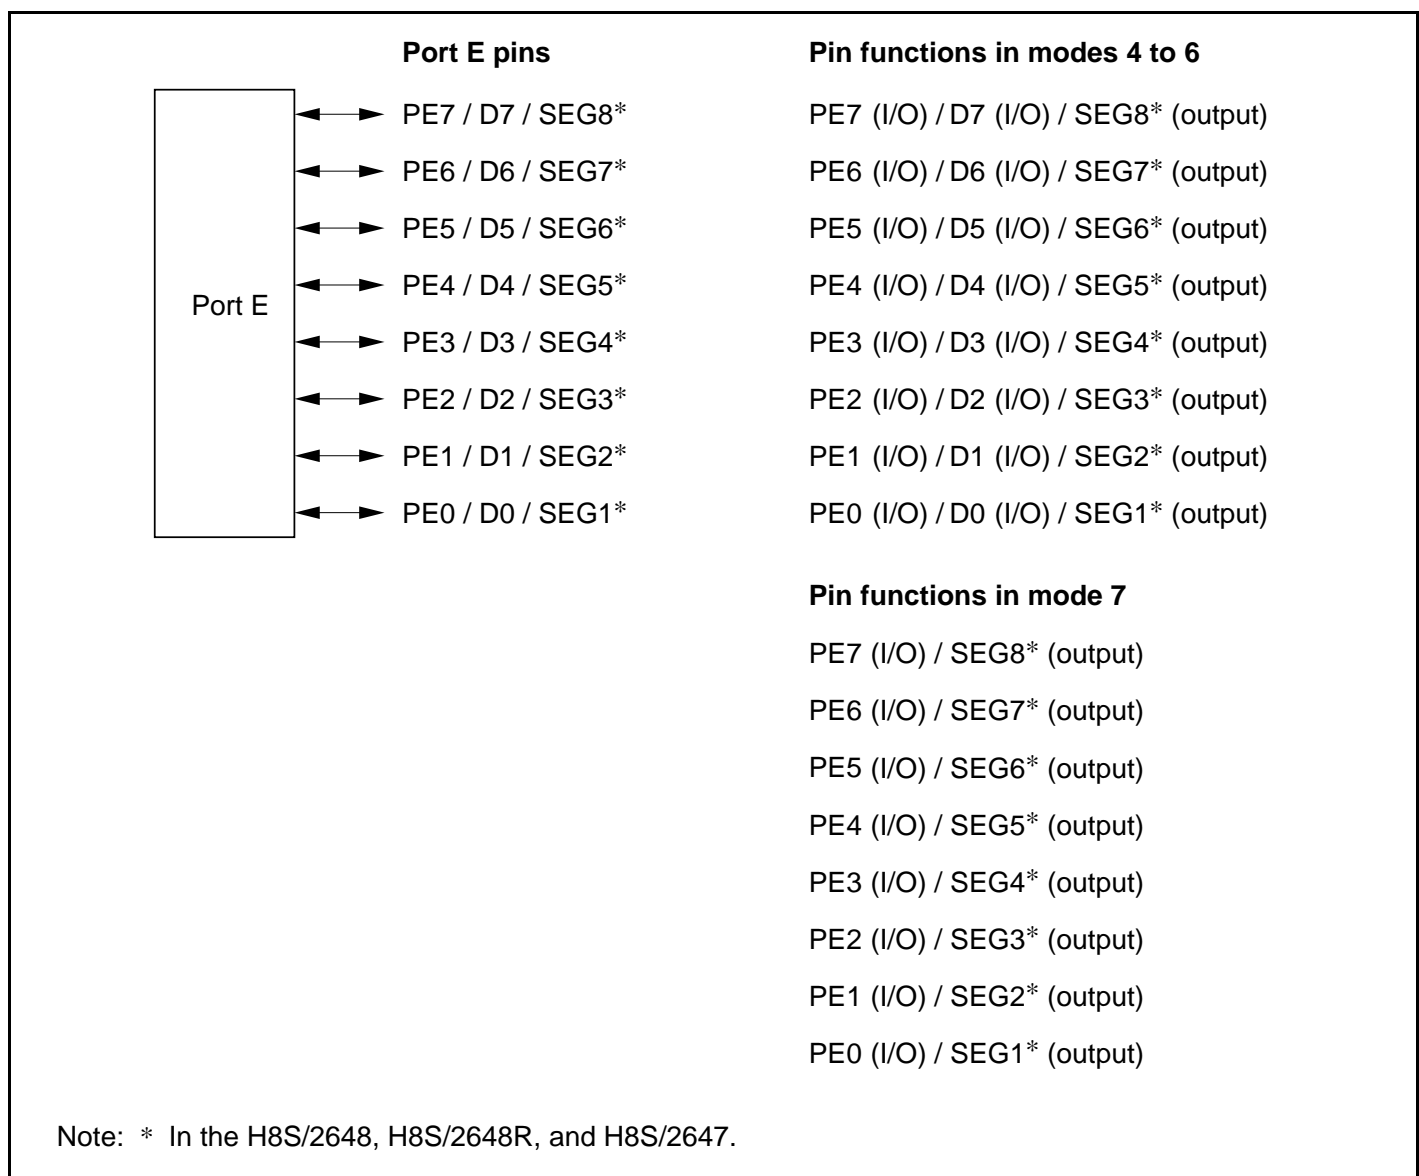 Port E pins
Pin functions in modes 4 to 6
PE7 / D7 / SEG8*
PE7 (I/O) / D7 (I/O) / SEG8* (output)
PE6 / D6 / SEG7*
PE6 (I/O) / D6 (I/O) / SEG7* (output)
PE5 / D5 / SEG6*
PE5 (I/O) / D5 (I/O) / SEG6* (output)
PE4 / D4 / SEG5*
PE4 (I/O) / D4 (I/O) / SEG5* (output)
Port E
PE3 / D3 / SEG4*
PE3 (I/O) / D3 (I/O) / SEG4* (output)
PE2 / D2 / SEG3*
PE2 (I/O) / D2 (I/O) / SEG3* (output)
PE1 / D1 / SEG2*
PE1 (I/O) / D1 (I/O) / SEG2* (output)
PE0 / D0 / SEG1*
PE0 (I/O) / D0 (I/O) / SEG1* (output)
Pin functions in mode 7
PE7 (I/O) / SEG8* (output)
PE6 (I/O) / SEG7* (output)
PE5 (I/O) / SEG6* (output)
PE4 (I/O) / SEG5* (output)
PE3 (I/O) / SEG4* (output)
PE2 (I/O) / SEG3* (output)
PE1 (I/O) / SEG2* (output)
PE0 (I/O) / SEG1* (output)
Note: * In the H8S/2648, H8S/2648R, and H8S/2647.